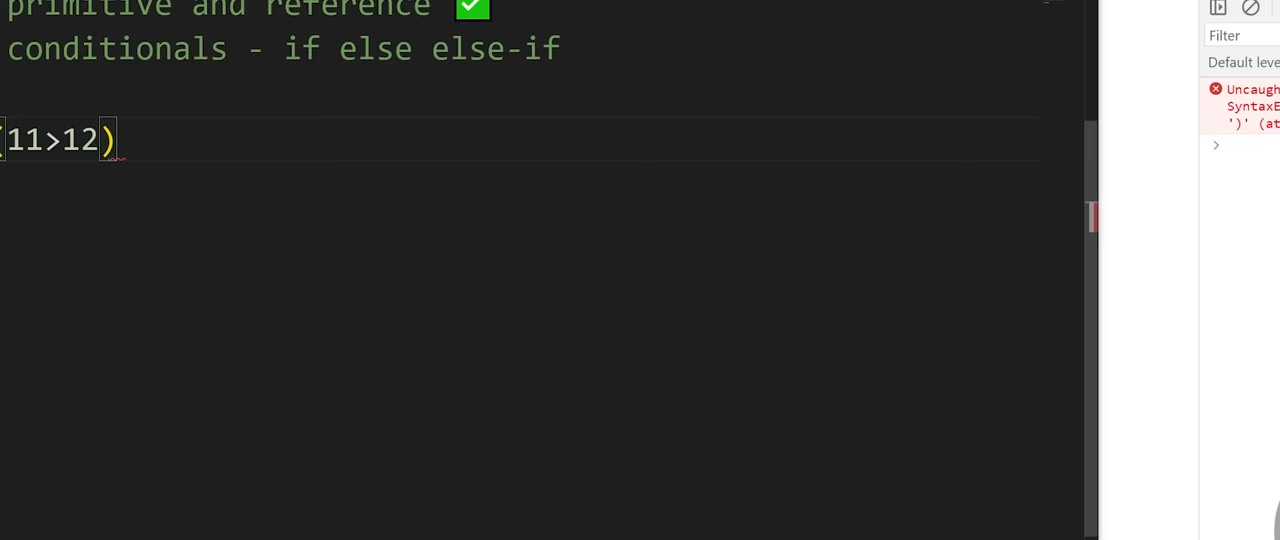 primitive and reference ✅
conditionals - if else else-if
(11>12)
Filter
Default leve
Uncaugh
SyntaxE
')' (at
>